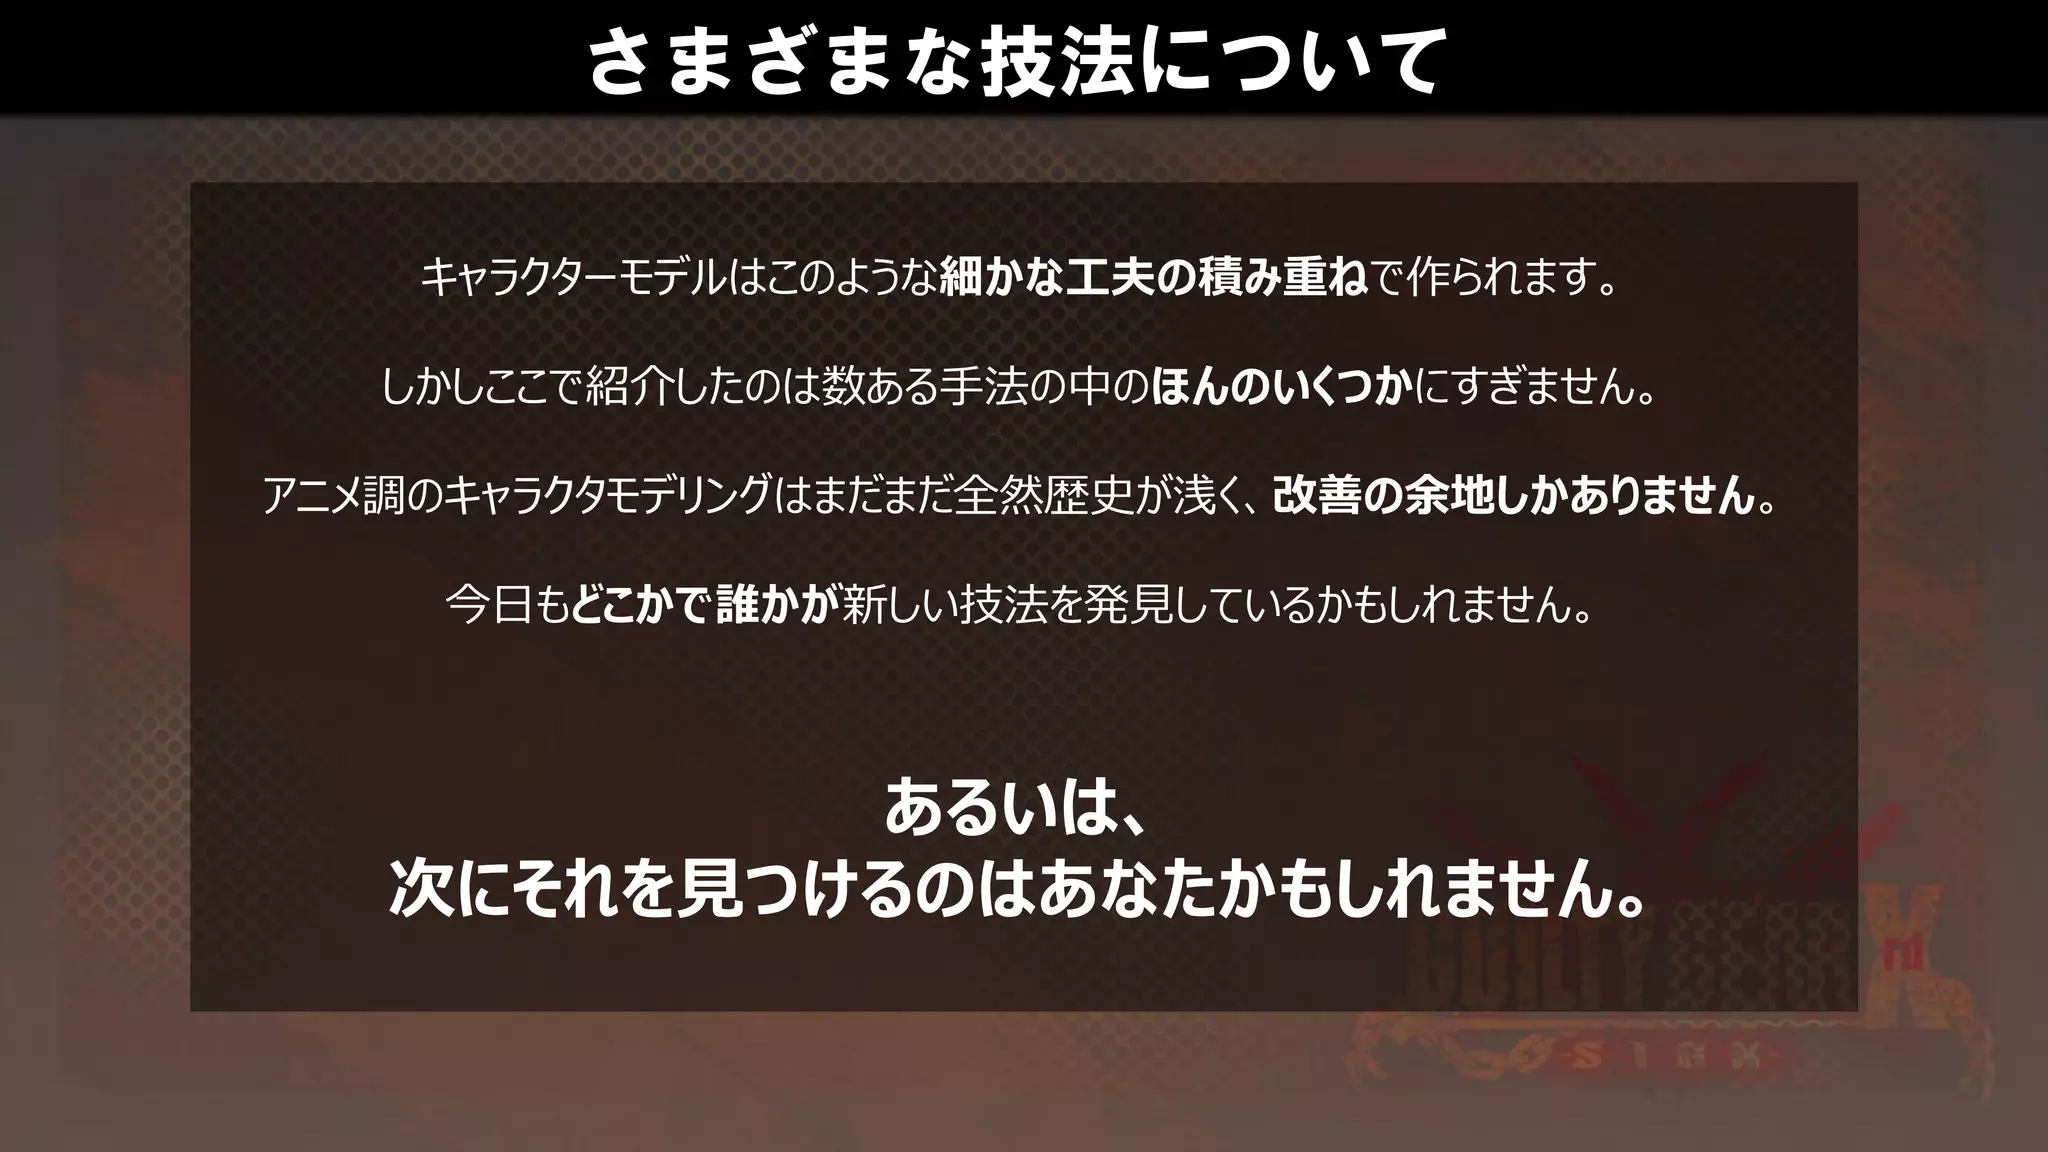 さまざまな技法について
キャラクターモデルはこのような細かな工夫の積み重ねで作られます。
しかしここで紹介したのは数ある手法の中のほんのいくつかにすぎません。
アニメ調のキャラクタモデリングはまだまだ全然歴史が浅く、改善の余地しかありません。
今日もどこかで誰かが新しい技法を発見しているかもしれません。
あるいは、
次にそれを見つけるのはあなたかもしれません。
GUILTY GEAR Xrd
-SIGN-